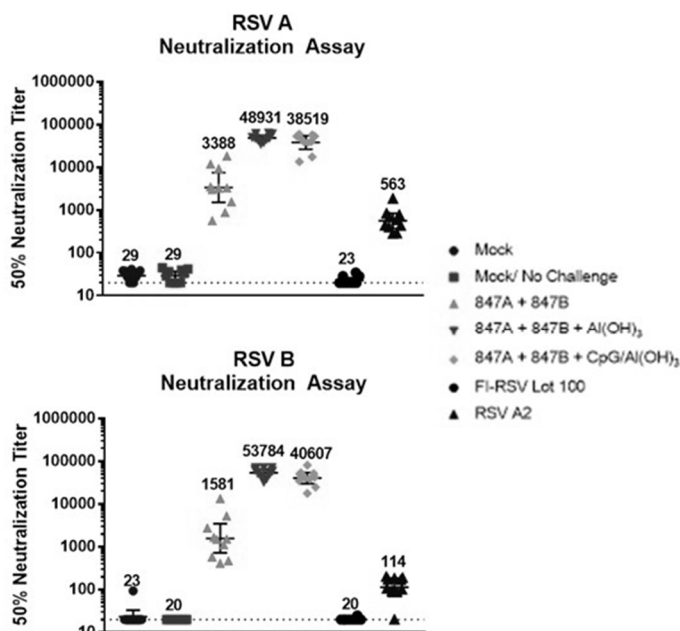 RSV A
Neutralization Assay
50% Neutralization Titer
1000000
100000
10000
1000
100
10
29
29
3388
48931
38519
23
563
Mock
Mock/ No Challenge
847A + 847B
847A + 847B + Al(OH)₃
847A + 847B + CpG/Al(OH)₃
FI-RSV Lot 100
RSV A2
RSV B
Neutralization Assay
50% Neutralization Titer
1000000
100000
10000
1000
100
10
23
20
1581
53784
40607
20
114